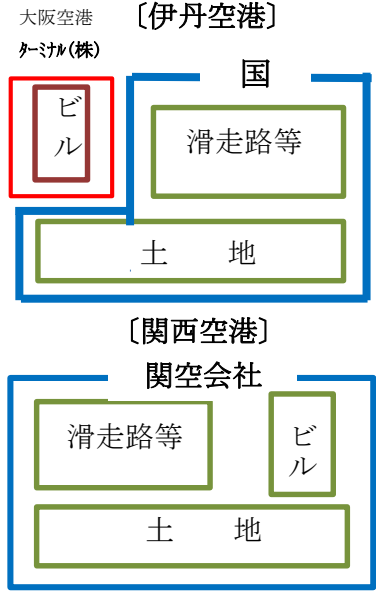 〔伊丹空港〕
大阪空港
ﾀｰﾐﾅﾙ(株)
国
ビル
滑走路等
土　地
〔関西空港〕
関空会社
滑走路等
ビル
土　地